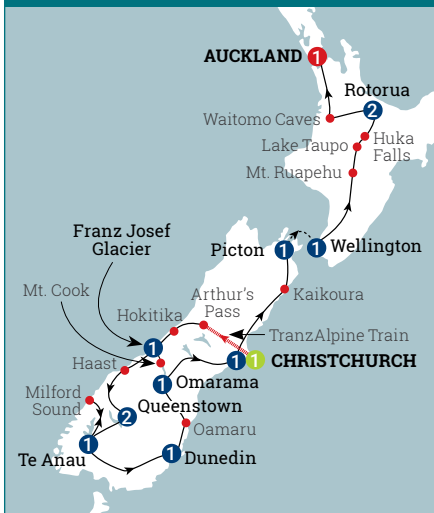 AUCKLAND 1
Rotorua
2
Waitomo Caves
Huka
Falls
Lake Taupo
Mt. Ruapehu
Franz Josef
Glacier
Picton 1
1 Wellington
Mt. Cook
Arthur's
Pass
Kaikoura
Hokitika
TranzAlpine Train
1
1 1 CHRISTCHURCH
Haast
1 Omarama
Milford
Sound
Queenstown
2
Oamaru
Te Anau 1
1 Dunedin